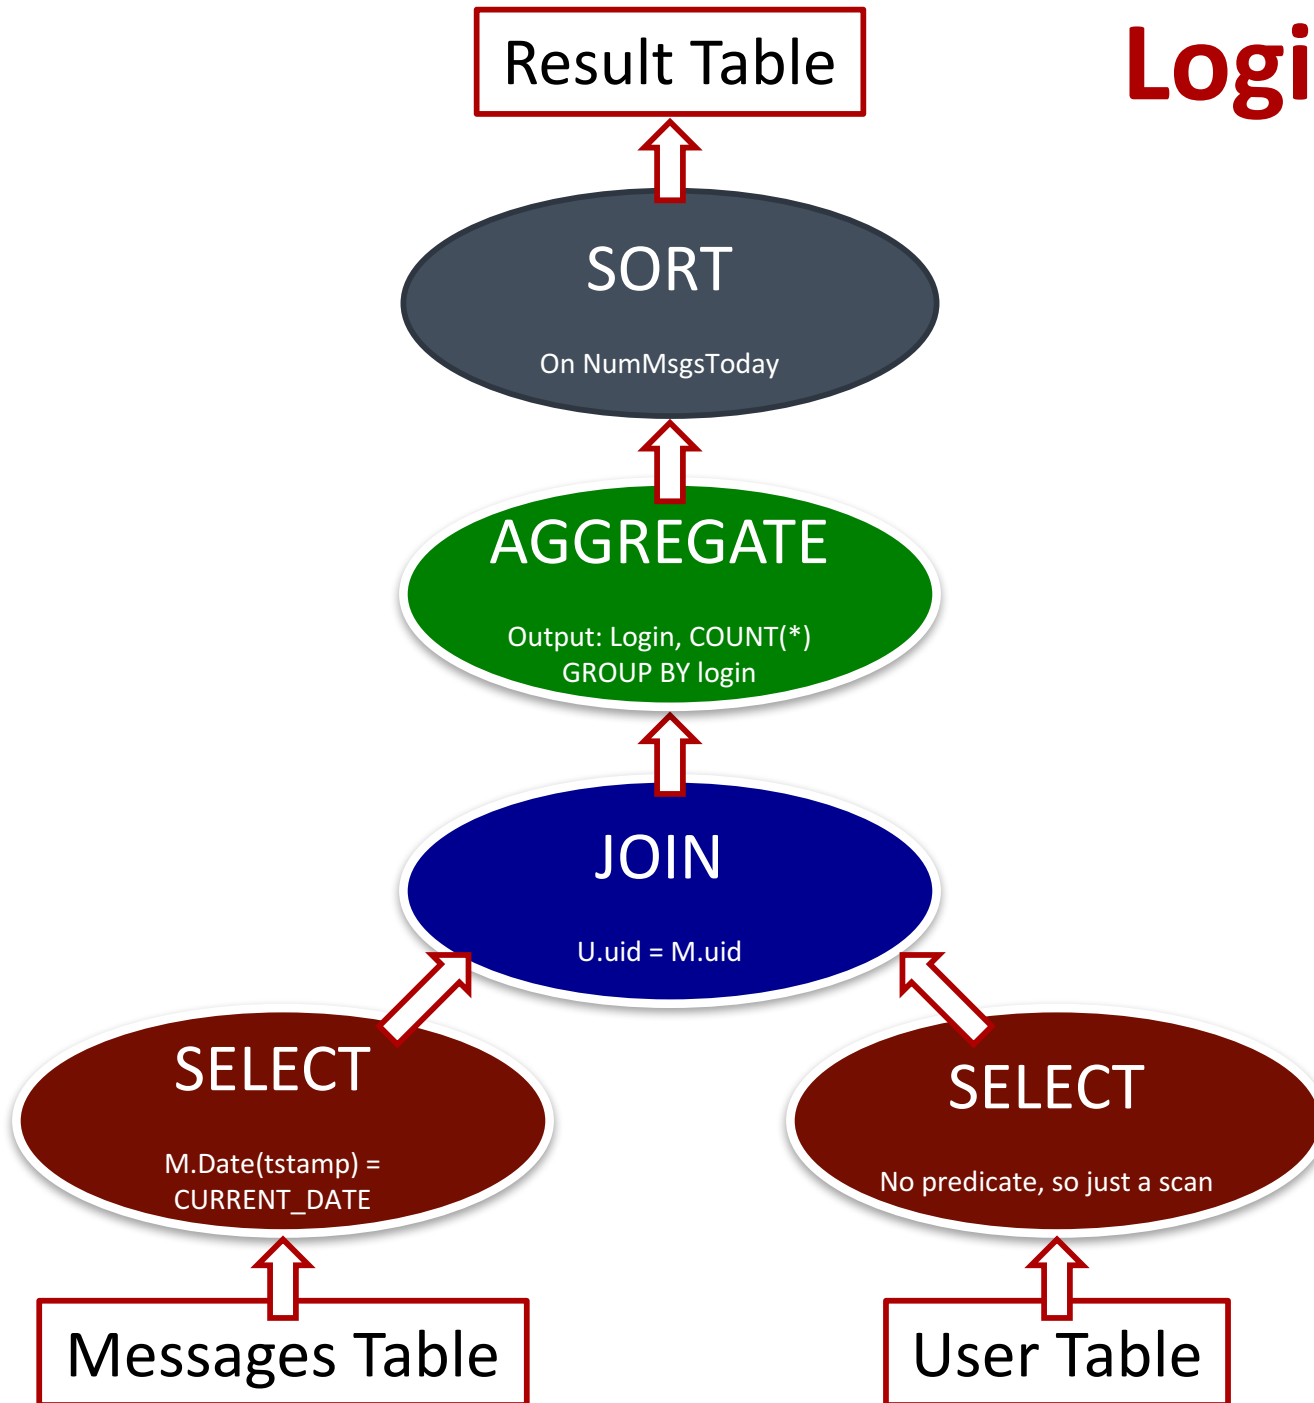 Logi
Result Table
SORT
On NumMsgsToday
AGGREGATE
Output: Login, COUNT(*)
GROUP BY login
JOIN
U.uid = M.uid
SELECT
M.Date(tstamp) =
CURRENT_DATE
SELECT
No predicate, so just a scan
Messages Table
User Table